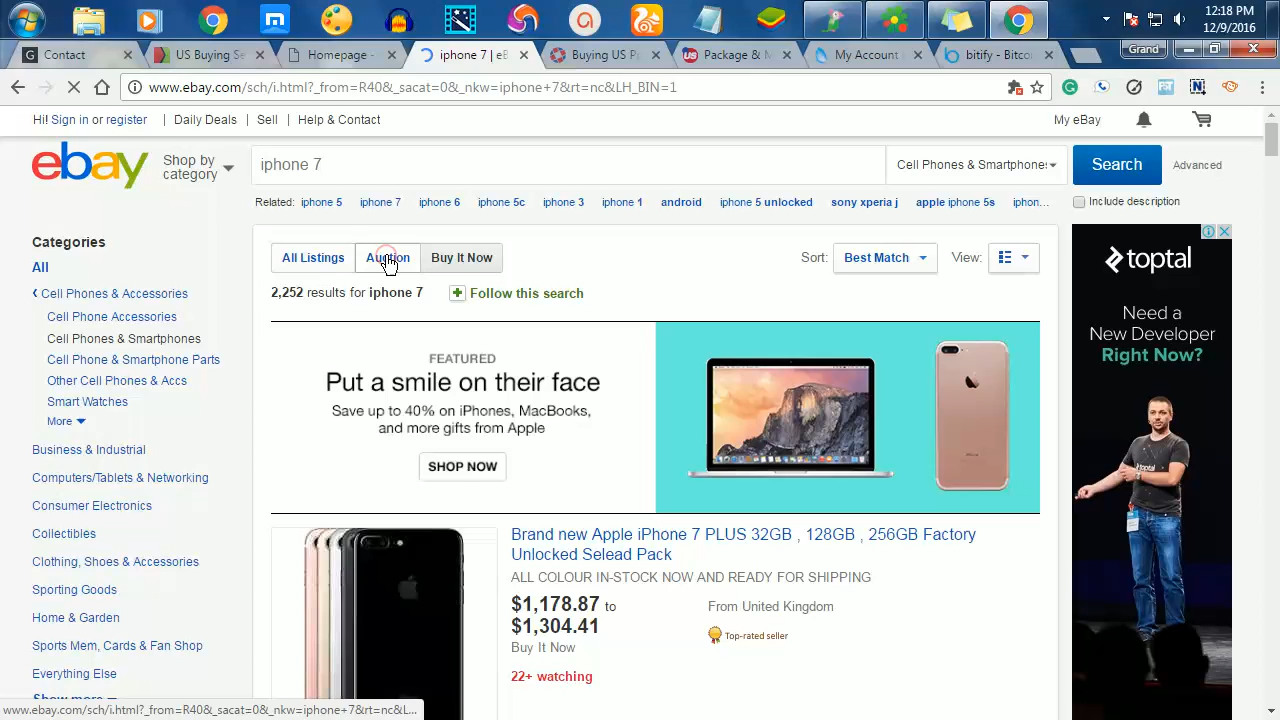 12:18 PM
12/9/2016
Contact
US Buying Se
Homepage -
iphone 7 | eB
Buying US P
Package & M
My Account
bitify - Bitco
Grand
www.ebay.com/sch/i.html?_from=R40&_sacat=0&_nkw=iphone+7&rt=nc&LH_BIN=1
Hi! Sign in or register
Daily Deals
Sell
Help & Contact
My eBay
ebay
Shop by
category
iphone 7
Cell Phones & Smartphones
Search
Advanced
Related: iphone 5 iphone 7 iphone 6 iphone 5c iphone 3 iphone 1 android iphone 5 unlocked sony xperia j apple iphone 5s iphon...
Include description
Categories
All
Cell Phones & Accessories
Cell Phone Accessories
Cell Phones & Smartphones
Cell Phone & Smartphone Parts
Other Cell Phones & Accs
Smart Watches
More
Business & Industrial
Computers/Tablets & Networking
Consumer Electronics
Collectibles
Clothing, Shoes & Accessories
Sporting Goods
Home & Garden
Sports Mem, Cards & Fan Shop
Everything Else
Show more
All Listings
Auction
Buy It Now
Sort: Best Match
View:
2,252 results for iphone 7
Follow this search
FEATURED
Put a smile on their face
Save up to 40% on iPhones, MacBooks,
and more gifts from Apple
SHOP NOW
Brand new Apple iPhone 7 PLUS 32GB , 128GB , 256GB Factory
Unlocked Selead Pack
ALL COLOUR IN-STOCK NOW AND READY FOR SHIPPING
$1,178.87 to
$1,304.41
Buy It Now
22+ watching
From United Kingdom
Top-rated seller
toptal
Need a
New Developer
Right Now?
toptal
www.ebay.com/sch/i.html?_from=R40&_sacat=0&_nkw=iphone+7&rt=nc&L...